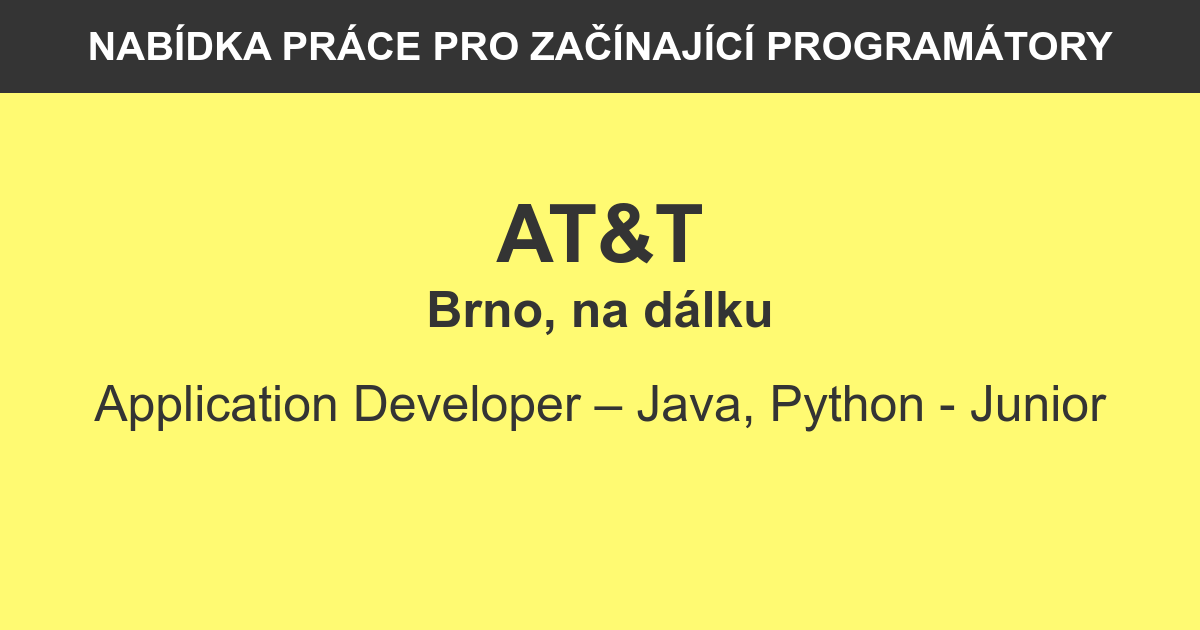 NABÍDKA PRÁCE PRO ZAČÍNAJÍCÍ PROGRAMÁTORY
AT&T
Brno, na dálku
Application Developer – Java, Python - Junior